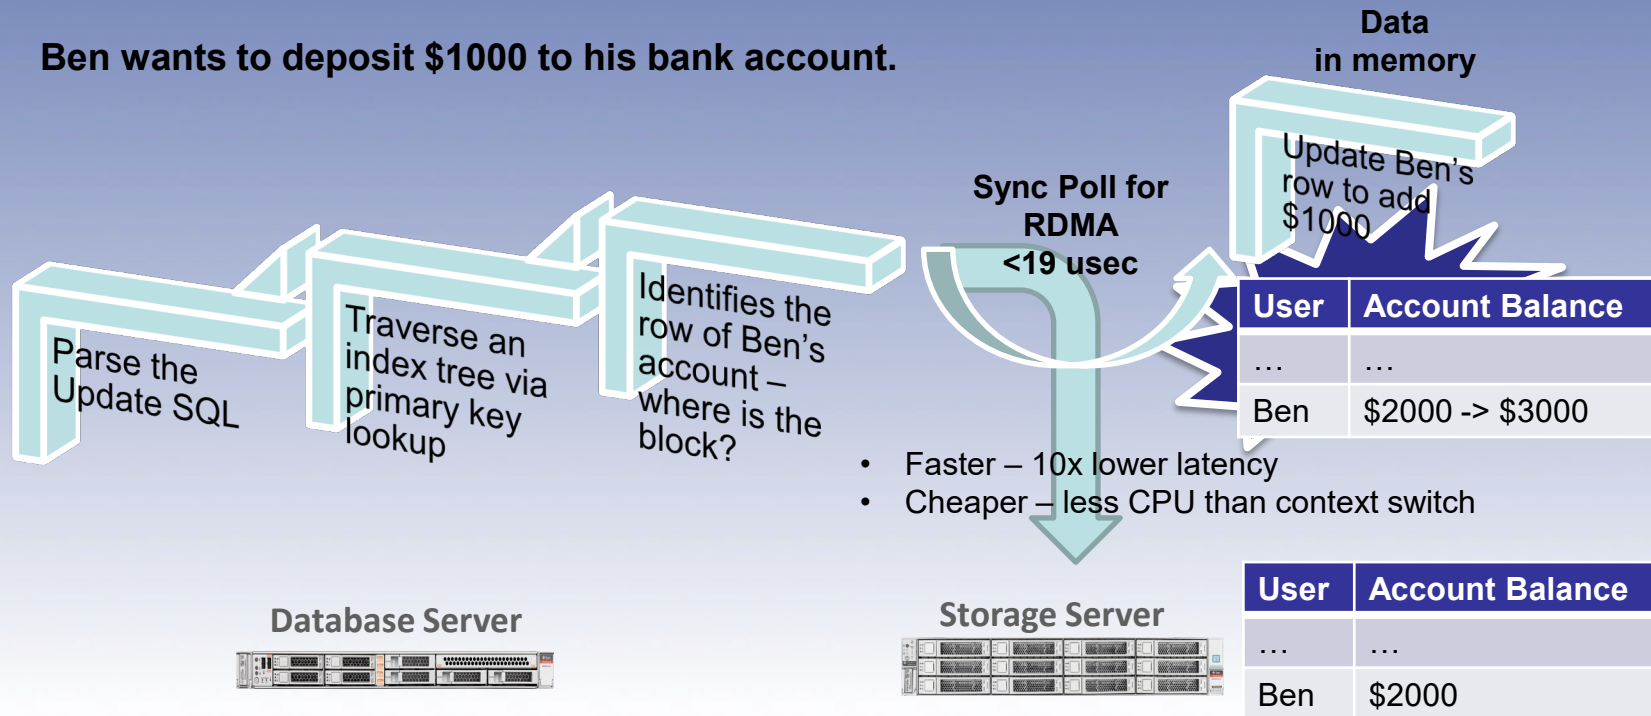 Ben wants to deposit $1000 to his bank account.
Data
in memory
Parse the
Update SQL
Traverse an
index tree via
primary key
lookup
Identifies the
row of Ben's
account –
where is the
block?
Sync Poll for
RDMA
<19 usec
Update Ben's
row to add
$1000
User Account Balance
… …
Ben $2000 -> $3000
• Faster – 10x lower latency
• Cheaper – less CPU than context switch
Database Server
Storage Server
User Account Balance
… …
Ben $2000